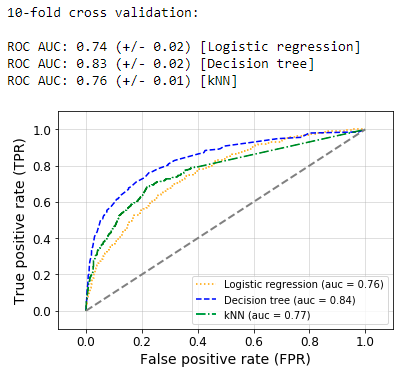 10-fold cross validation:
ROC AUC: 0.74 (+/- 0.02) [Logistic regression]
ROC AUC: 0.83 (+/- 0.02) [Decision tree]
ROC AUC: 0.76 (+/- 0.01) [kNN]
1.0
0.8
0.6
0.4
0.2
0.0
True positive rate (TPR)
Logistic regression (auc = 0.76)
Decision tree (auc = 0.84)
kNN (auc = 0.77)
0.0 0.2 0.4 0.6 0.8 1.0
False positive rate (FPR)